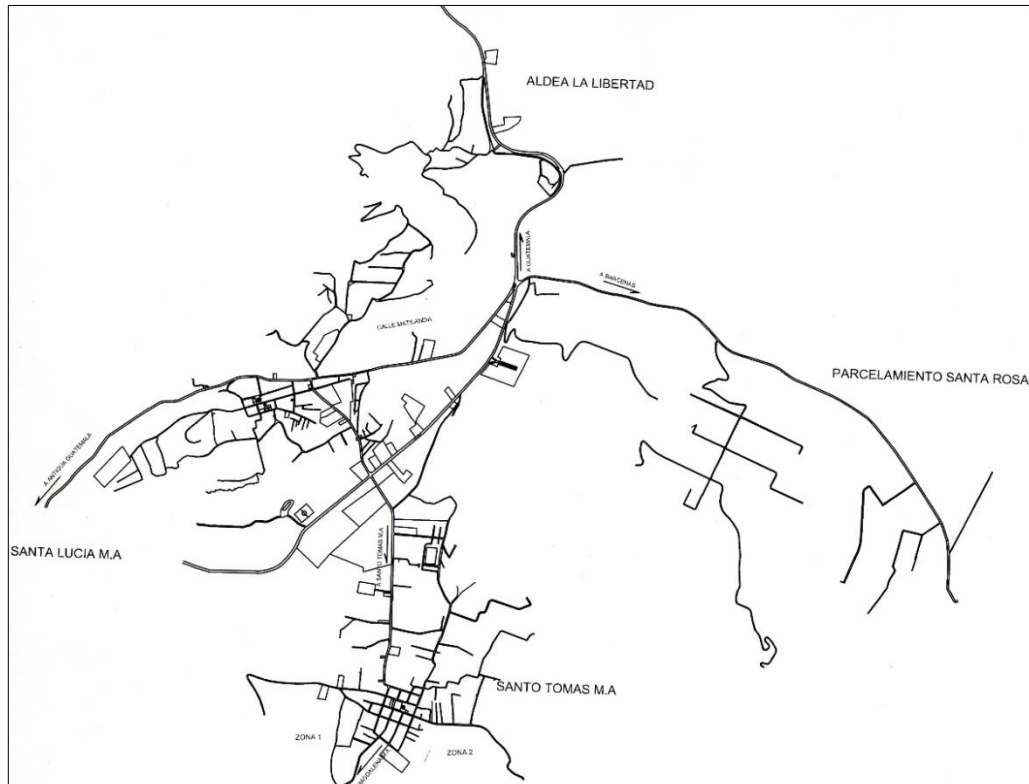 ALDEA LA LIBERTAD
A GUATEMALA
A BARCENAS
CALLE MATILANDIA
PARCELAMIENTO SANTA ROSA
A ANTIGUA GUATEMALA
SANTA LUCIA M.A
A SANTO TOMAS M.A
SANTO TOMAS M.A
ZONA 1
ZONA 2